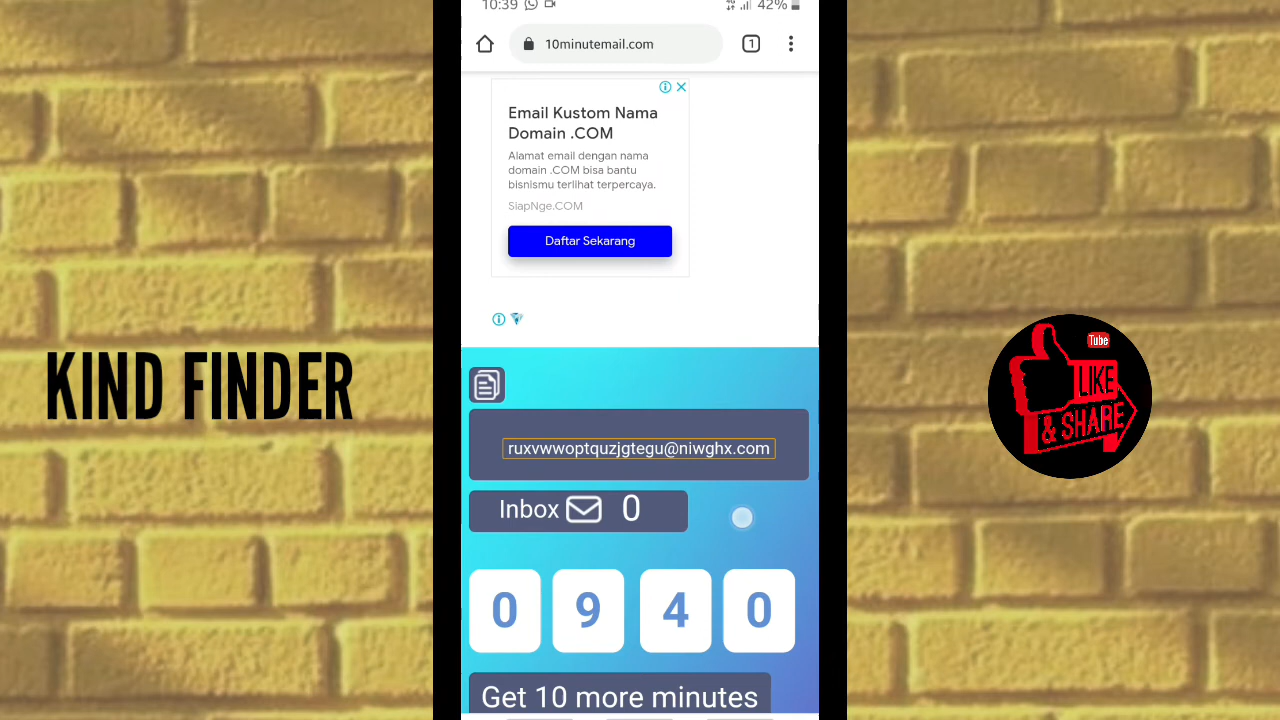 10:39
42%
10minutemail.com
1
Email Kustom Nama
Domain .COM
Alamat email dengan nama
domain .COM bisa bantu
bisnismu terlihat terpercaya.
SiapNge.COM
Daftar Sekarang
KIND FINDER
Tube
LIKE
& SHARE
ruxvwwoptquzjgtegu@niwghx.com
Inbox 0
0 9 4 0
Get 10 more minutes